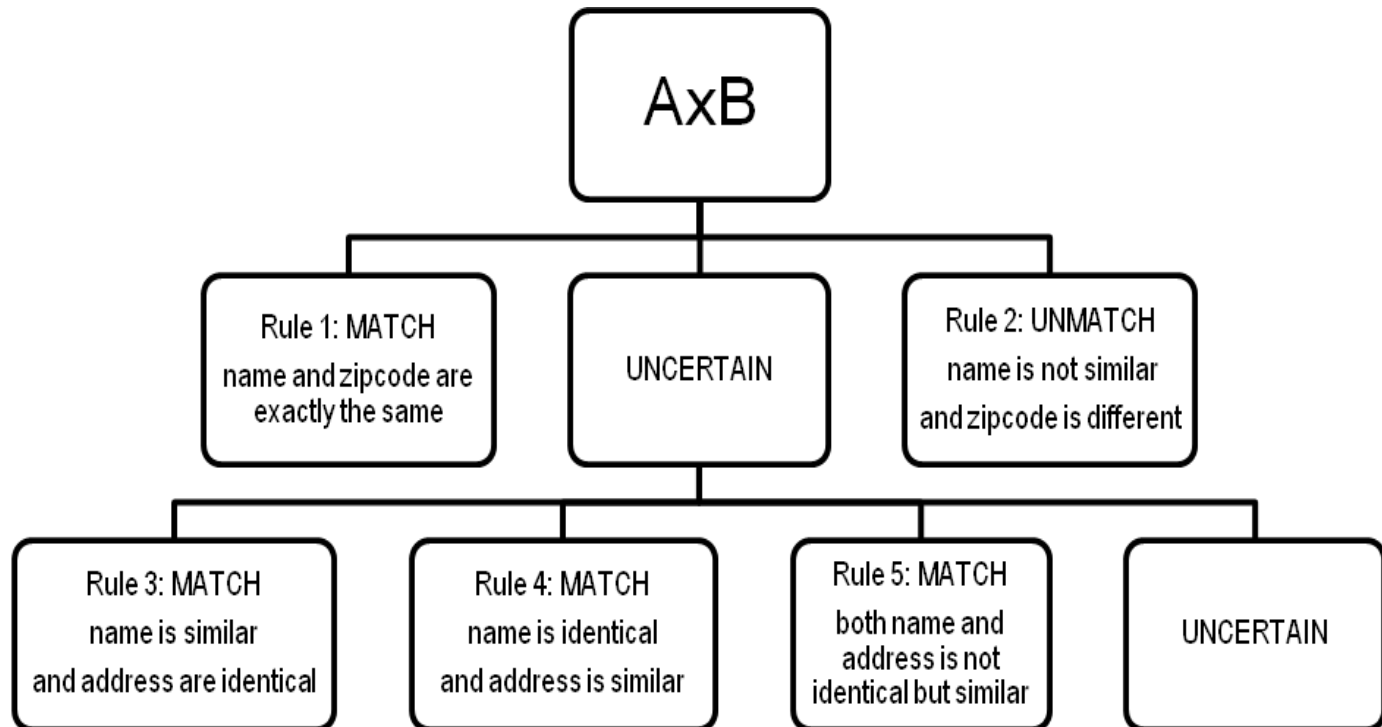 AxB
Rule 1: MATCH
name and zipcode are
exactly the same
UNCERTAIN
Rule 2: UNMATCH
name is not similar
and zipcode is different
Rule 3: MATCH
name is similar
and address are identical
Rule 4: MATCH
name is identical
and address is similar
Rule 5: MATCH
both name and
address is not
identical but similar
UNCERTAIN